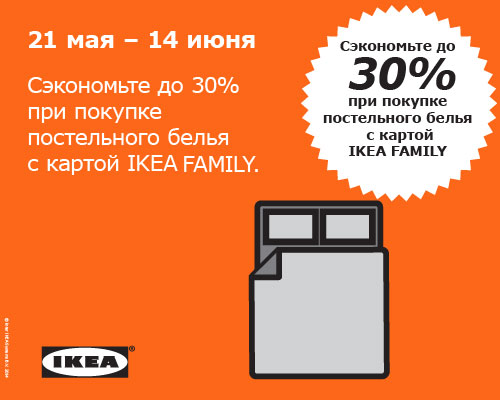 21 мая – 14 июня
Сэкономьте до 30%
при покупке
постельного белья
с картой IKEA FAMILY.
Сэкономьте до
30%
при покупке
постельного белья
с картой
IKEA FAMILY
IKEA®